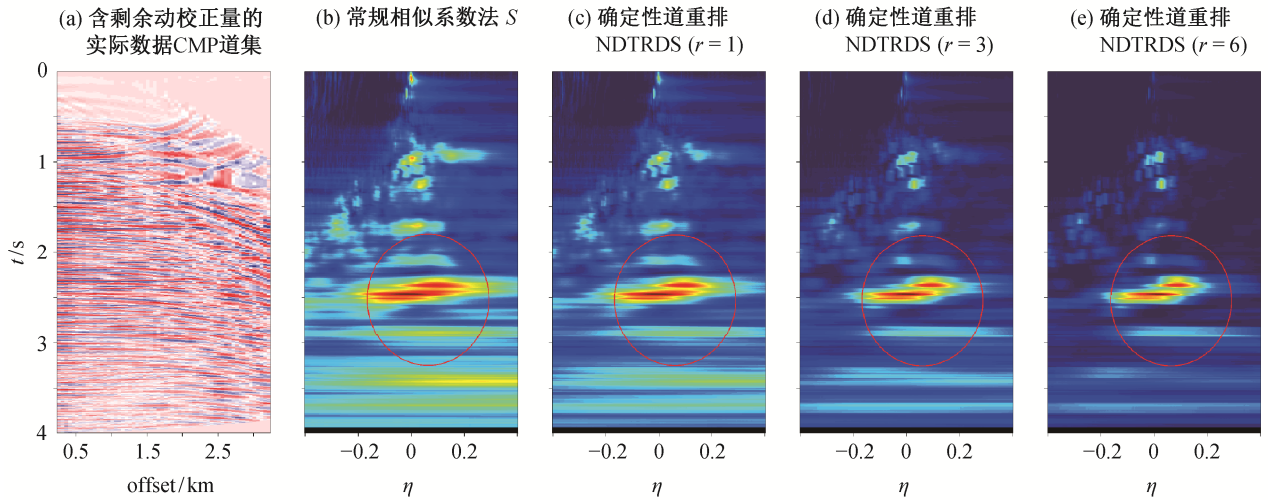 (a) 含剩余动校正量的
实际数据CMP道集
(b) 常规相似系数法 S
(c) 确定性道重排
NDTRDS (r = 1)
(d) 确定性道重排
NDTRDS (r = 3)
(e) 确定性道重排
NDTRDS (r = 6)
0
1
2
3
4
t/s
0.5 1.5 2.5
offset/km
−0.2 0 0.2
η
−0.2 0 0.2
η
−0.2 0 0.2
η
−0.2 0 0.2
η